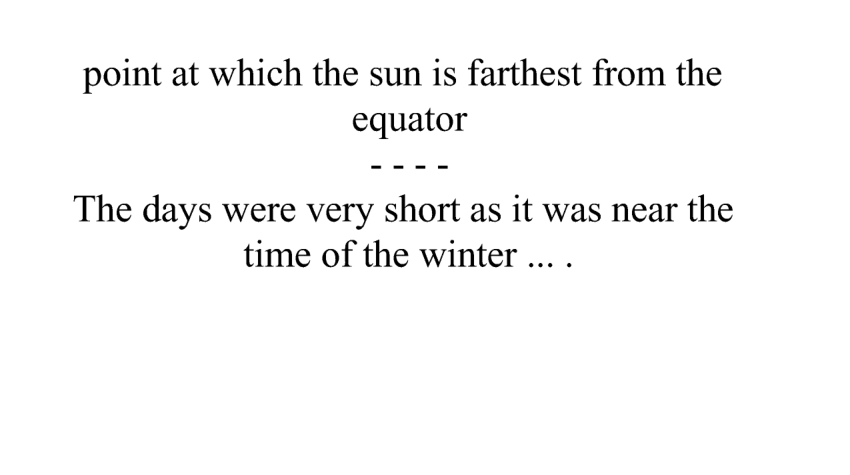 point at which the sun is farthest from the
equator
- - - -
The days were very short as it was near the
time of the winter ... .